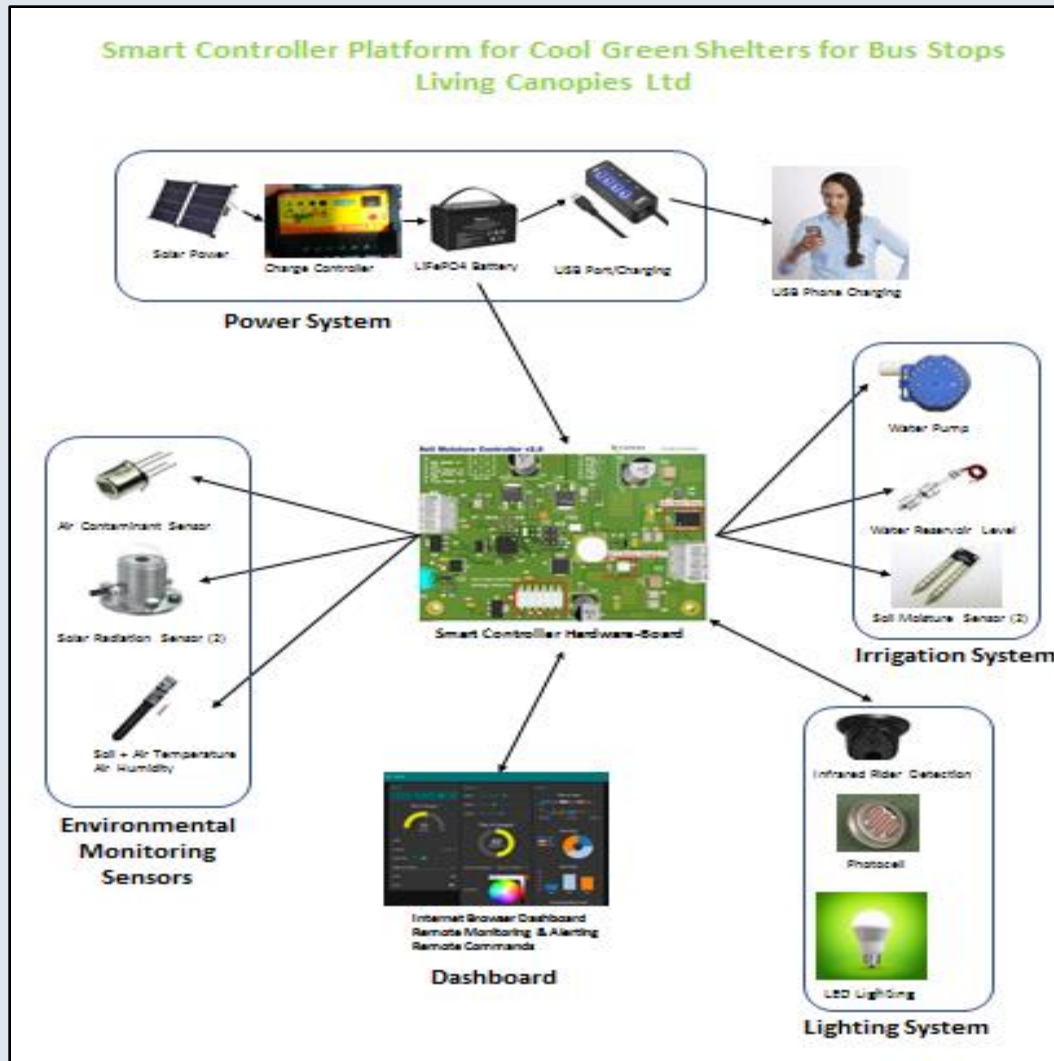 Smart Controller Platform for Cool Green Shelters for Bus Stops
Living Canopies Ltd
Solar Power
Charge Controller
LiFePO4 Battery
USB Port/Charging
USB Phone Charging
Power System
Water Pump
Water Reservoir Level
Soil Moisture Sensor (2)
Irrigation System
Air Contaminant Sensor
Solar Radiation Sensor (2)
Soil + Air Temperature
Air Humidity
Environmental
Monitoring
Sensors
Soil Moisture Controller v2.0
Smart Controller Hardware-Board
Internet Browser Dashboard
Remote Monitoring & Alerting
Remote Commands
Dashboard
Infrared Rider Detection
Photocell
LED Lighting
Lighting System